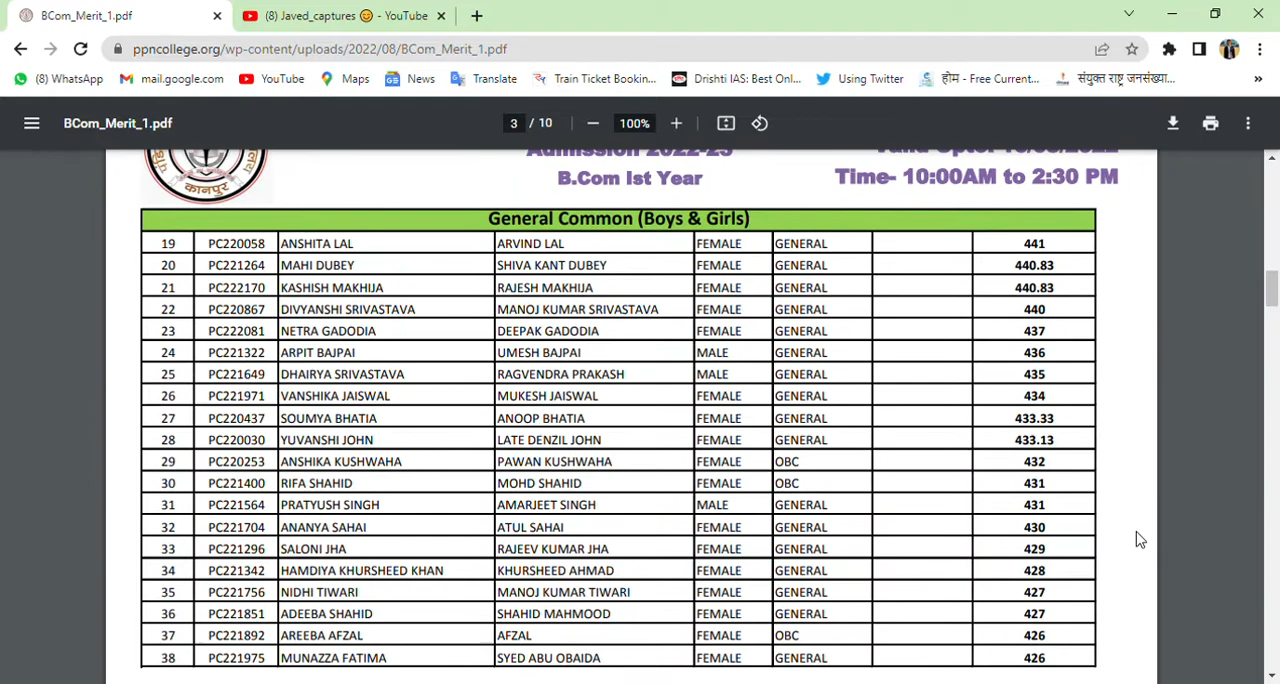 BCom_Merit_1.pdf
(8) Javed_captures 😊 - YouTube
ppncollege.org/wp-content/uploads/2022/08/BCom_Merit_1.pdf
(8) WhatsApp mail.google.com YouTube Maps News Translate Train Ticket Bookin... Drishti IAS: Best Onl... Using Twitter होम - Free Current... संयुक्त राष्ट्र जनसंख्या... »
BCom_Merit_1.pdf 3 / 10 100%
Admission 2022-23
कानपुर B.Com Ist Year Time- 10:00AM to 2:30 PM
General Common (Boys & Girls)
19 PC220058 ANSHITA LAL ARVIND LAL FEMALE GENERAL 441
20 PC221264 MAHI DUBEY SHIVA KANT DUBEY FEMALE GENERAL 440.83
21 PC222170 KASHISH MAKHIJA RAJESH MAKHIJA FEMALE GENERAL 440.83
22 PC220867 DIVYANSHI SRIVASTAVA MANOJ KUMAR SRIVASTAVA FEMALE GENERAL 440
23 PC222081 NETRA GADODIA DEEPAK GADODIA FEMALE GENERAL 437
24 PC221322 ARPIT BAJPAI UMESH BAJPAI MALE GENERAL 436
25 PC221649 DHAIRYA SRIVASTAVA RAGVENDRA PRAKASH MALE GENERAL 435
26 PC221971 VANSHIKA JAISWAL MUKESH JAISWAL FEMALE GENERAL 434
27 PC220437 SOUMYA BHATIA ANOOP BHATIA FEMALE GENERAL 433.33
28 PC220030 YUVANSHI JOHN LATE DENZIL JOHN FEMALE GENERAL 433.13
29 PC220253 ANSHIKA KUSHWAHA PAWAN KUSHWAHA FEMALE OBC 432
30 PC221400 RIFA SHAHID MOHD SHAHID FEMALE OBC 431
31 PC221564 PRATYUSH SINGH AMARJEET SINGH MALE GENERAL 431
32 PC221704 ANANYA SAHAI ATUL SAHAI FEMALE GENERAL 430
33 PC221296 SALONI JHA RAJEEV KUMAR JHA FEMALE GENERAL 429
34 PC221342 HAMDIYA KHURSHEED KHAN KHURSHEED AHMAD FEMALE GENERAL 428
35 PC221756 NIDHI TIWARI MANOJ KUMAR TIWARI FEMALE GENERAL 427
36 PC221851 ADEEBA SHAHID SHAHID MAHMOOD FEMALE GENERAL 427
37 PC221892 AREEBA AFZAL AFZAL FEMALE OBC 426
38 PC221975 MUNAZZA FATIMA SYED ABU OBAIDA FEMALE GENERAL 426